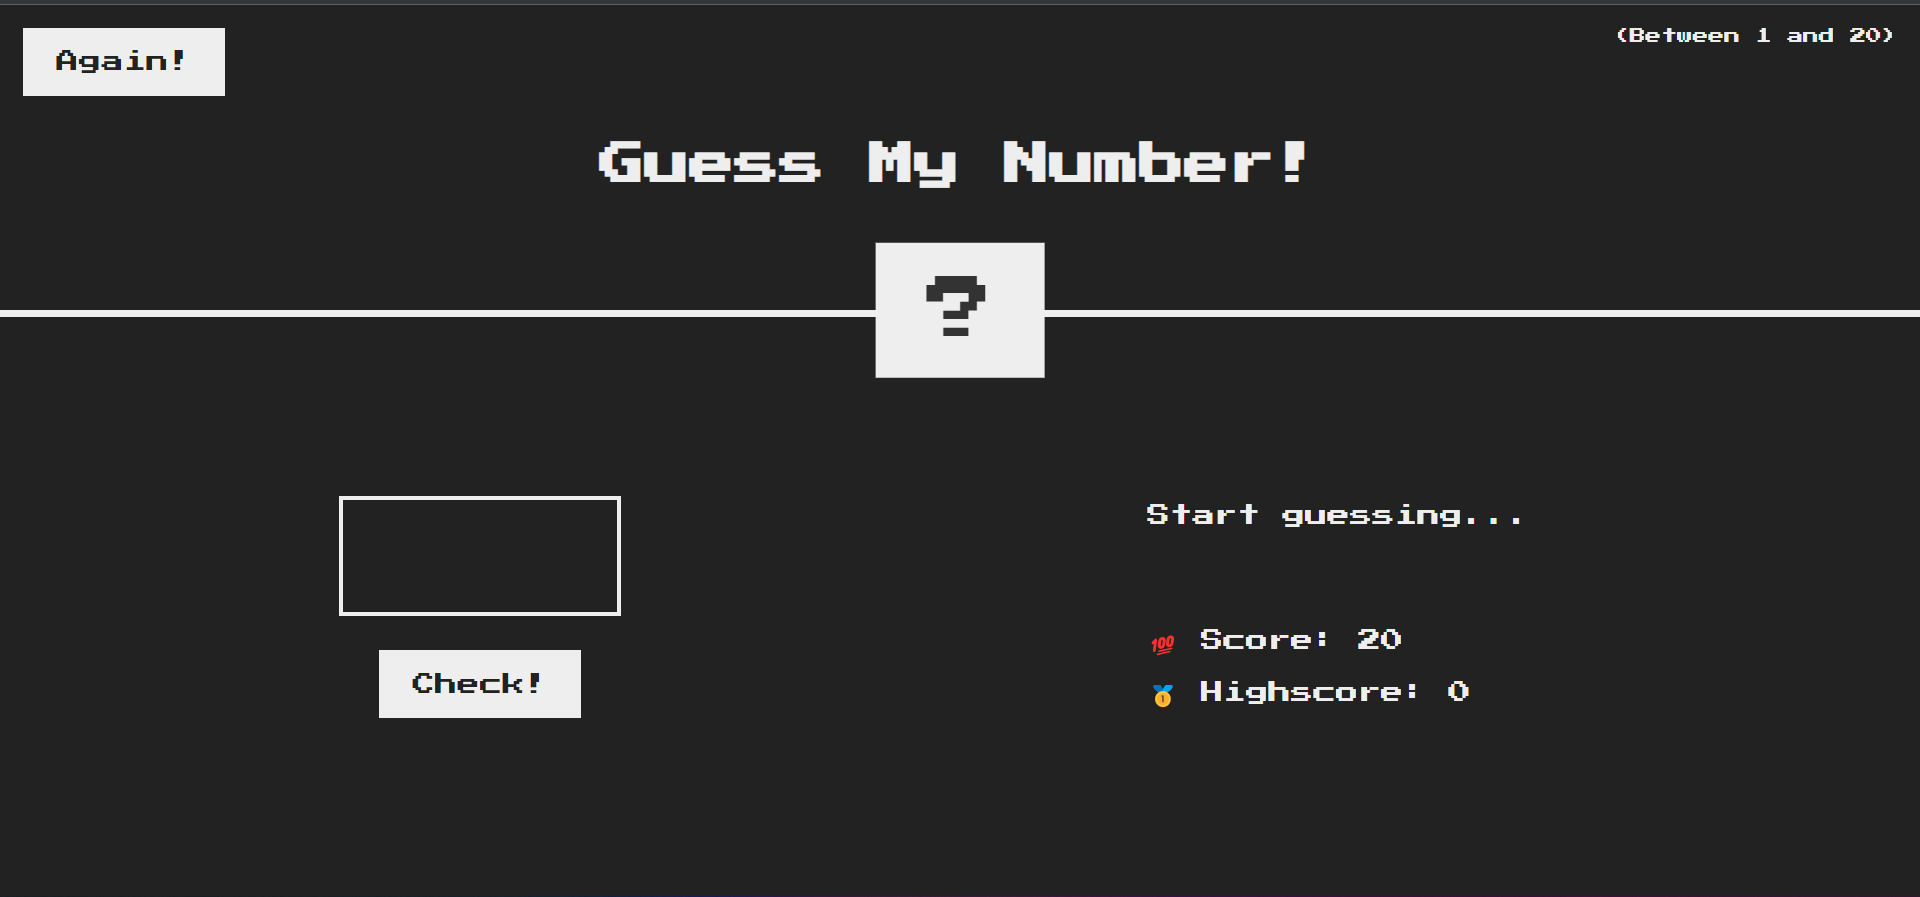 Again!
(Between 1 and 20)
Guess My Number!
?
Start guessing...
Check!
💯 Score: 20
🥇 Highscore: 0